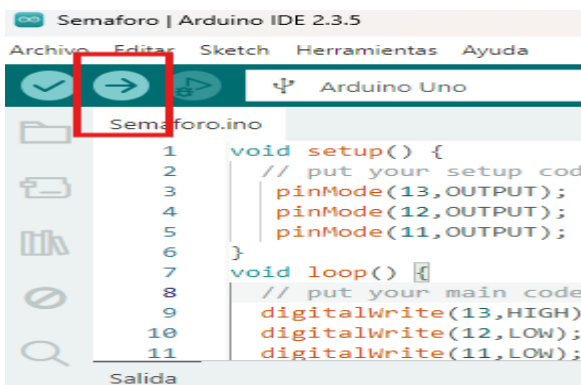 Semaforo | Arduino IDE 2.3.5
Archivo Editar Sketch Herramientas Ayuda
Arduino Uno
Semaforo.ino
1 void setup() {
2 // put your setup cod
3 pinMode(13,OUTPUT);
4 pinMode(12,OUTPUT);
5 pinMode(11,OUTPUT);
6 }
7 void loop() {
8 // put your main code
9 digitalWrite(13,HIGH)
10 digitalWrite(12,LOW);
11 digitalWrite(11,LOW);
Salida